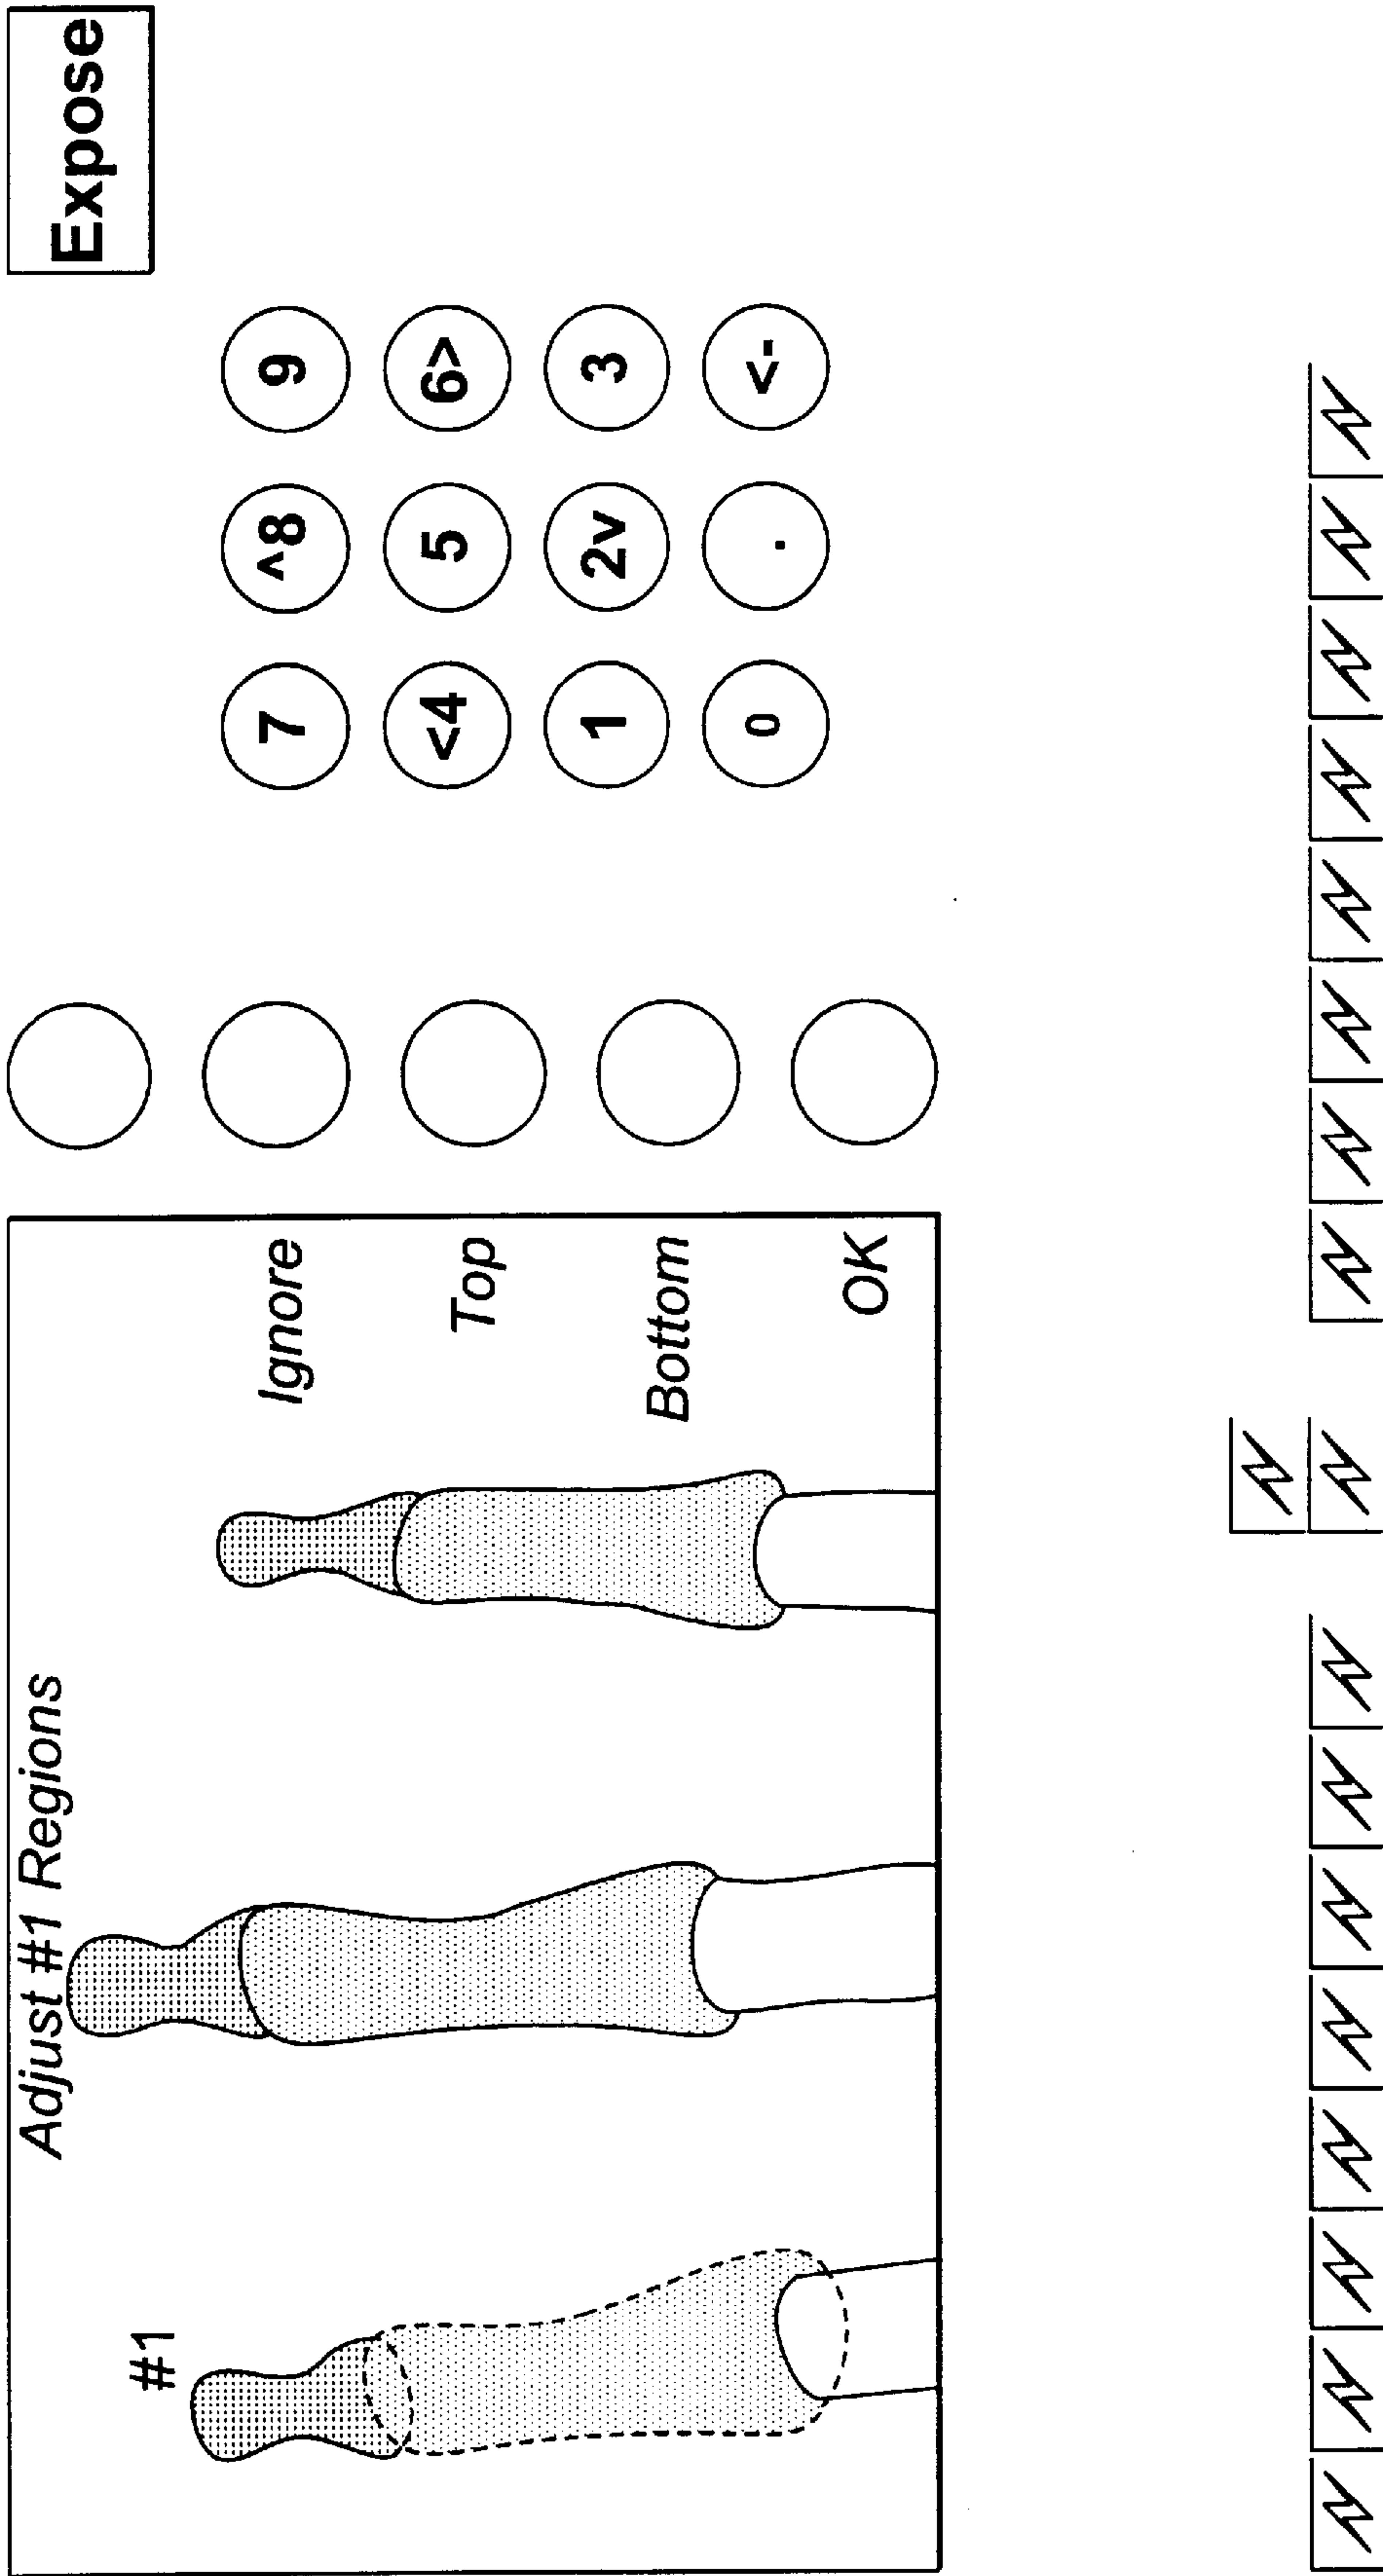 Adjust #1 Regions
Expose
#1
Ignore
Top
Bottom
OK
7 ^8 9
<4 5 6>
1 2v 3
0 . <-